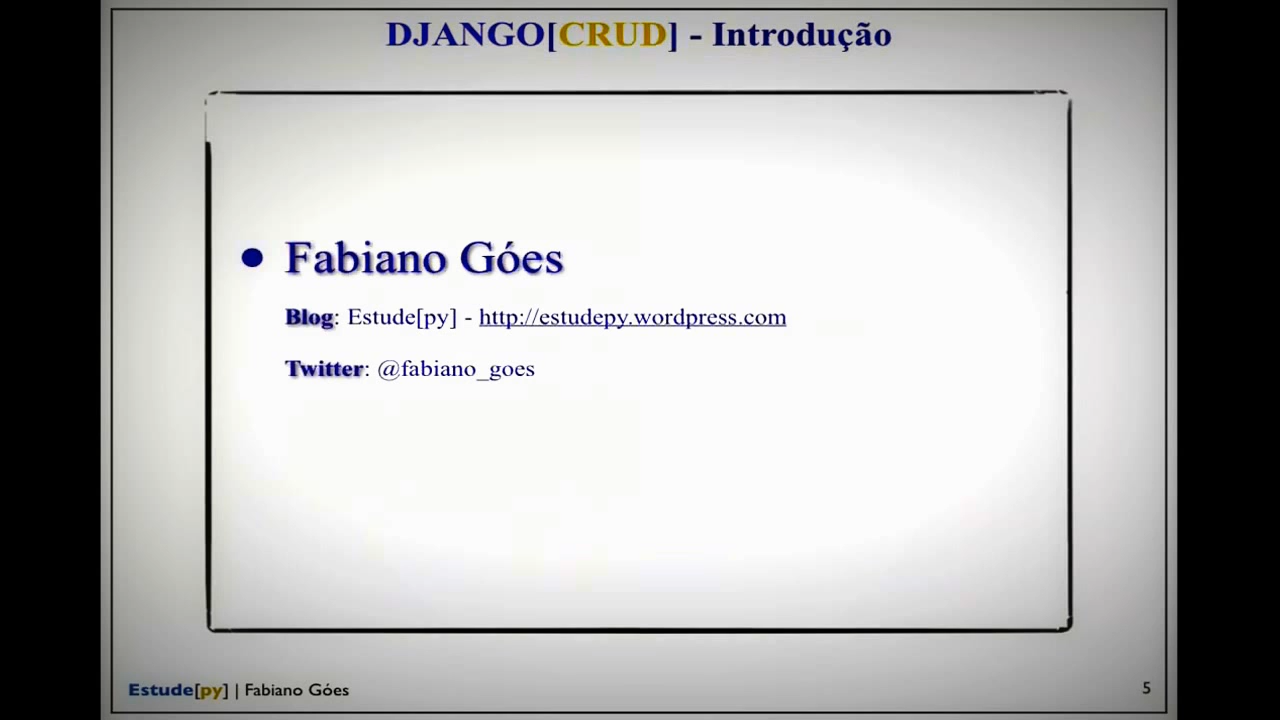 DJANGO[CRUD] - Introdução
• Fabiano Góes
Blog: Estude[py] - http://estudepy.wordpress.com
Twitter: @fabiano_goes
Estude[py] | Fabiano Góes
5